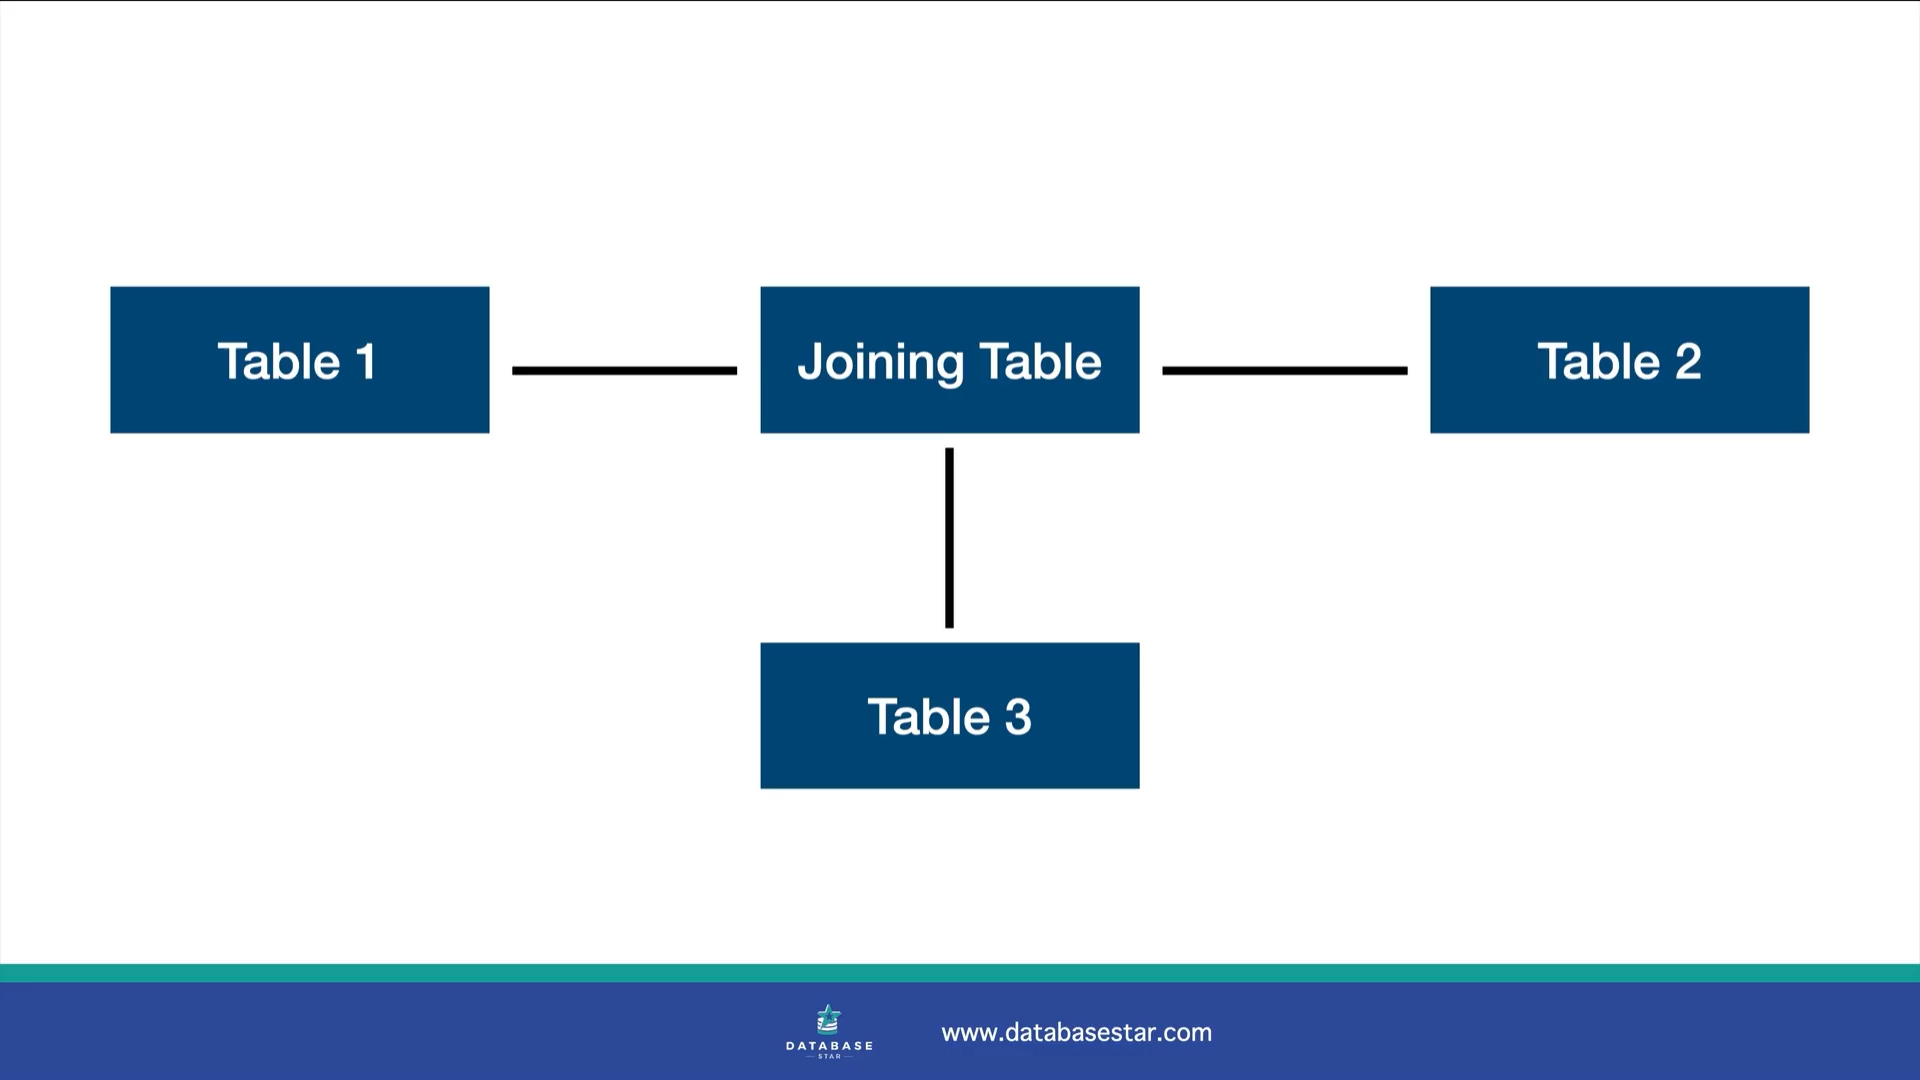 Table 1
Joining Table
Table 2
Table 3
DATABASE
STAR
www.databasestar.com